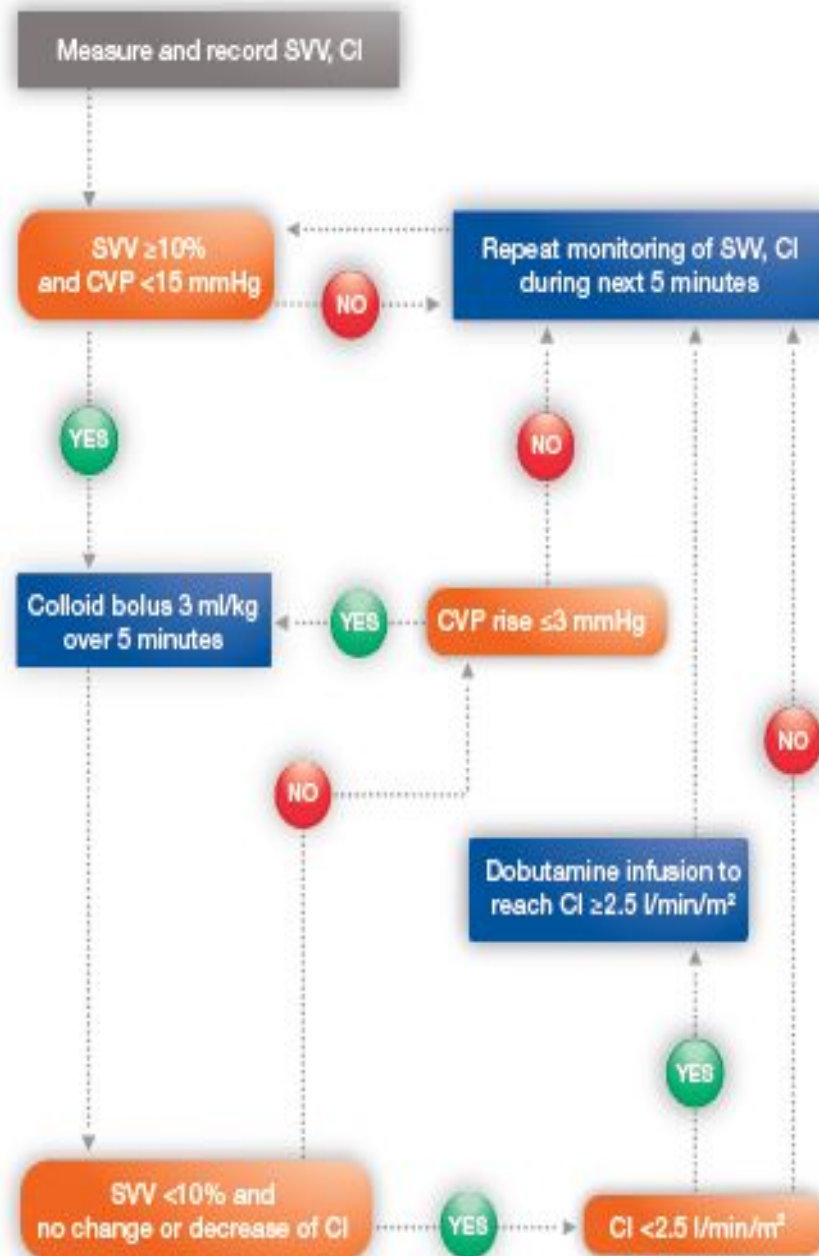 Measure and record SVV, CI
SVV ≥10%
and CVP <15 mmHg
Repeat monitoring of SVV, CI
during next 5 minutes
NO
YES
NO
Colloid bolus 3 ml/kg
over 5 minutes
YES
CVP rise ≤3 mmHg
NO
NO
Dobutamine infusion to
reach CI ≥2.5 l/min/m²
YES
SVV <10% and
no change or decrease of CI
YES
CI <2.5 l/min/m²